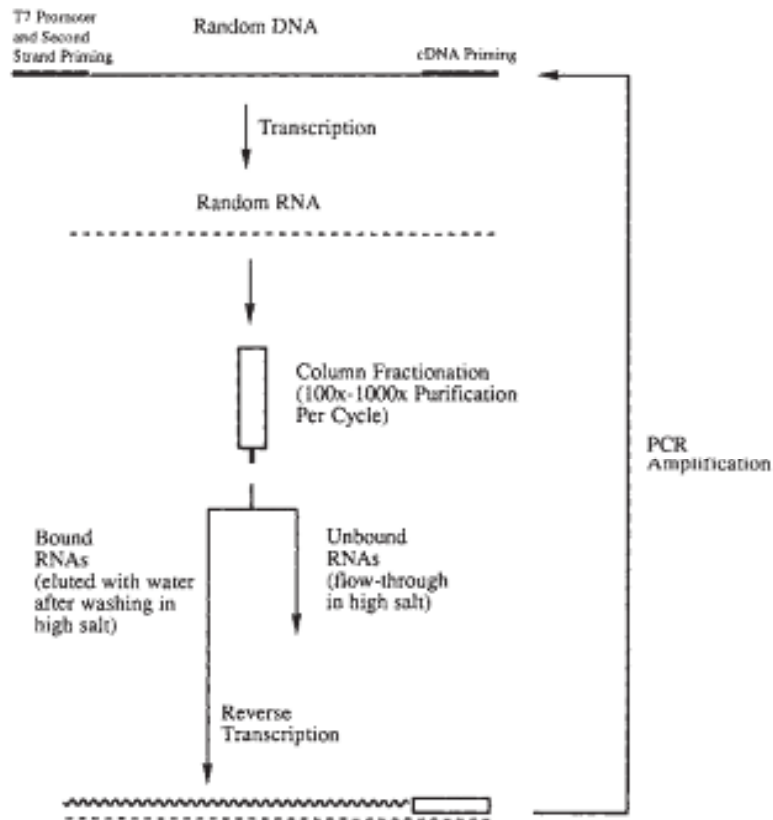 T7 Promoter
and Second
Strand Priming
Random DNA
cDNA Priming
Transcription
Random RNA
Column Fractionation
(100x-1000x Purification
Per Cycle)
PCR
Amplification
Bound
RNAs
(eluted with water
after washing in
high salt)
Unbound
RNAs
(flow-through
in high salt)
Reverse
Transcription